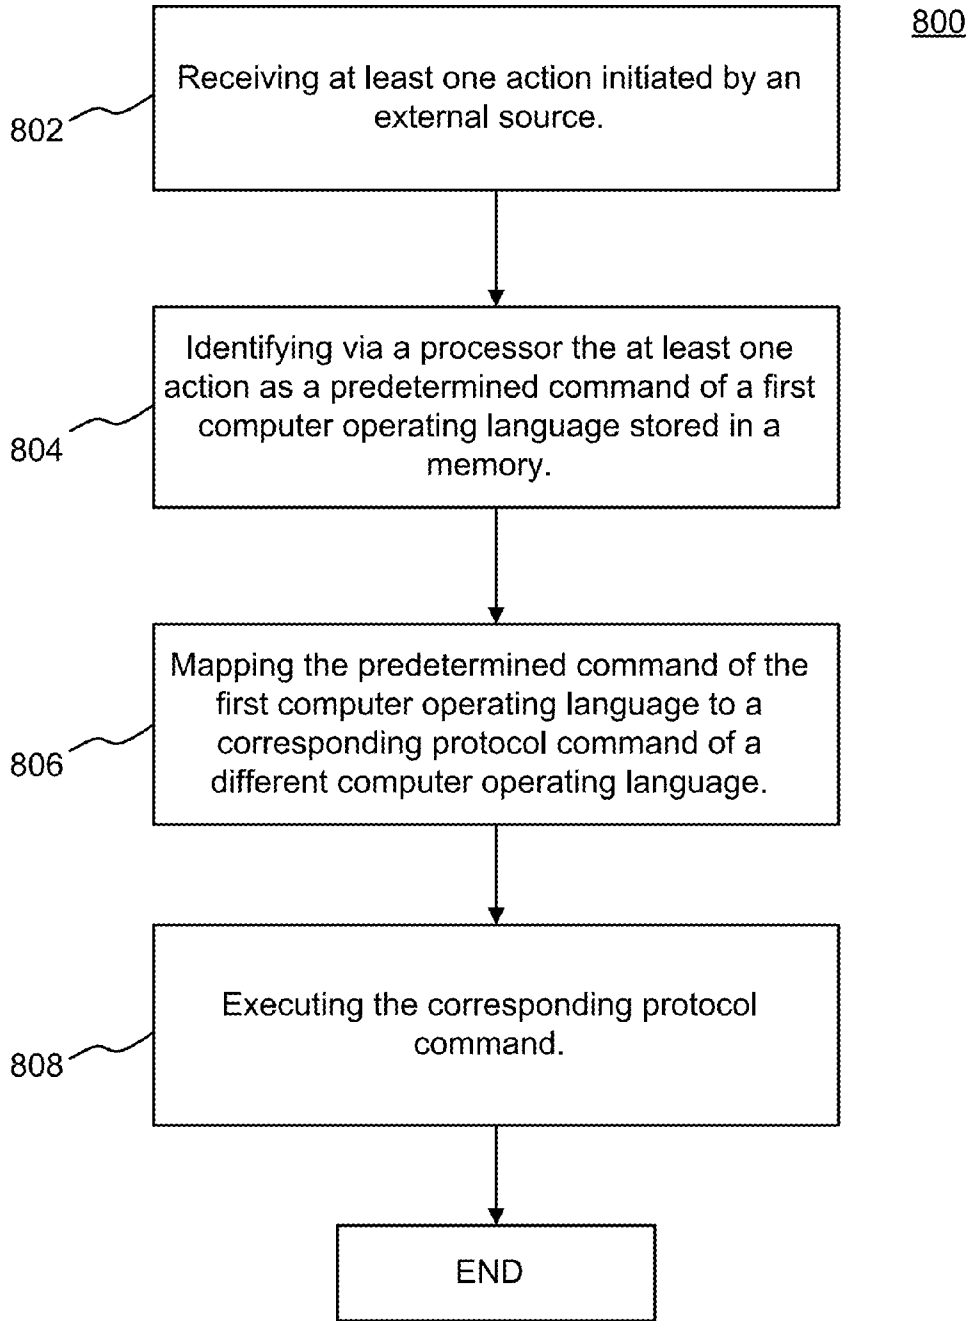 800
Receiving at least one action initiated by an
external source.
802
Identifying via a processor the at least one
action as a predetermined command of a first
computer operating language stored in a
memory.
804
Mapping the predetermined command of the
first computer operating language to a
corresponding protocol command of a
different computer operating language.
806
Executing the corresponding protocol
command.
808
END